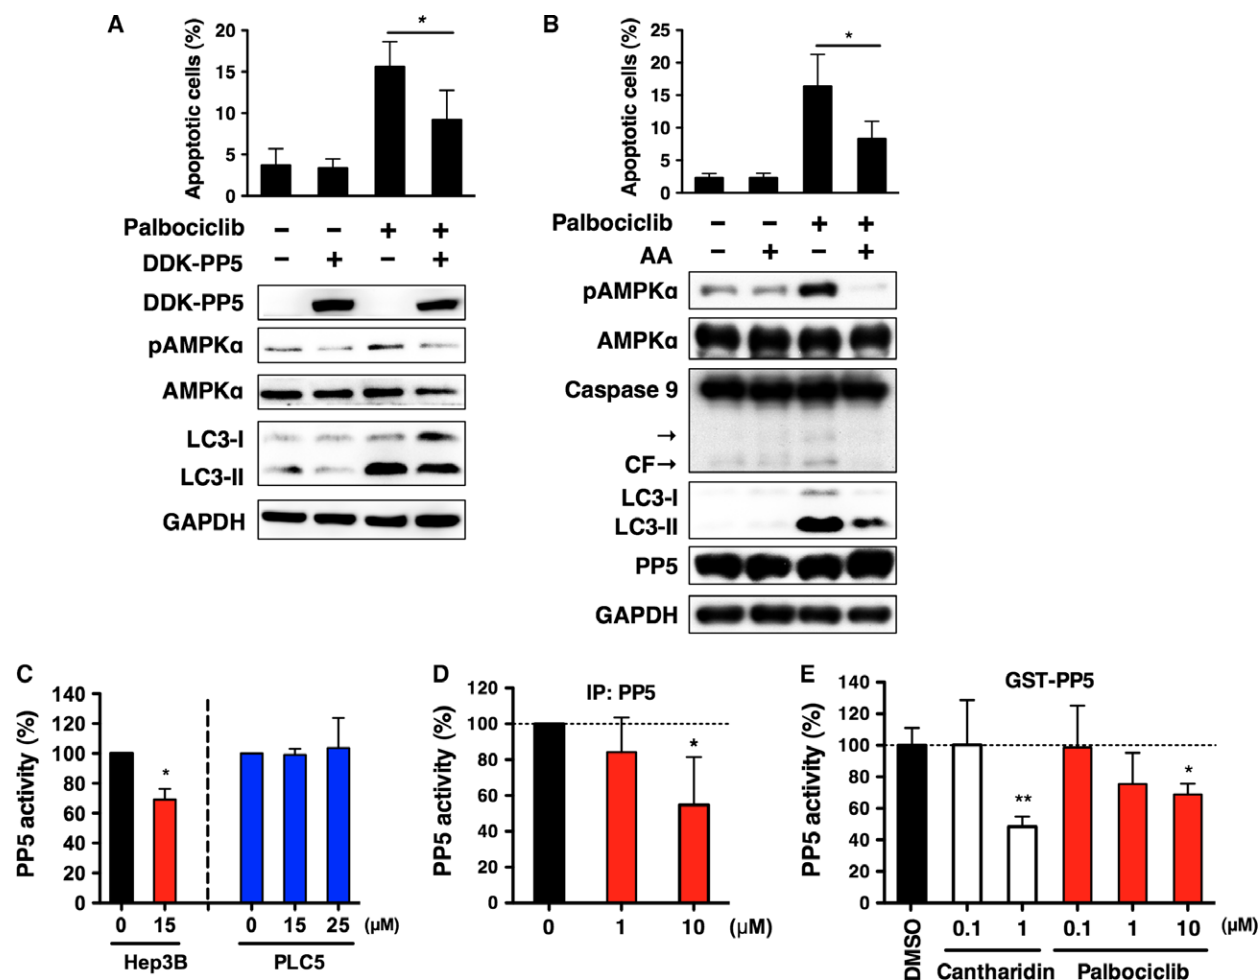 A
Apoptotic cells (%)
20
15
10
5
0
*
Palbociclib − − + +
DDK-PP5 − + − +
DDK-PP5
pAMPKα
AMPKα
LC3-I
LC3-II
GAPDH
B
Apoptotic cells (%)
25
20
15
10
5
0
*
Palbociclib − − + +
AA − + − +
pAMPKα
AMPKα
Caspase 9
→
CF→
LC3-I
LC3-II
PP5
GAPDH
C
PP5 activity (%)
140
120
100
80
60
40
20
0
*
0 15 0 15 25 (μM)
Hep3B PLC5
D
IP: PP5
PP5 activity (%)
120
100
80
60
40
20
0
*
0 1 10 (μM)
E
GST-PP5
PP5 activity (%)
140
120
100
80
60
40
20
0
**
*
DMSO 0.1 1 0.1 1 10 (μM)
Cantharidin Palbociclib